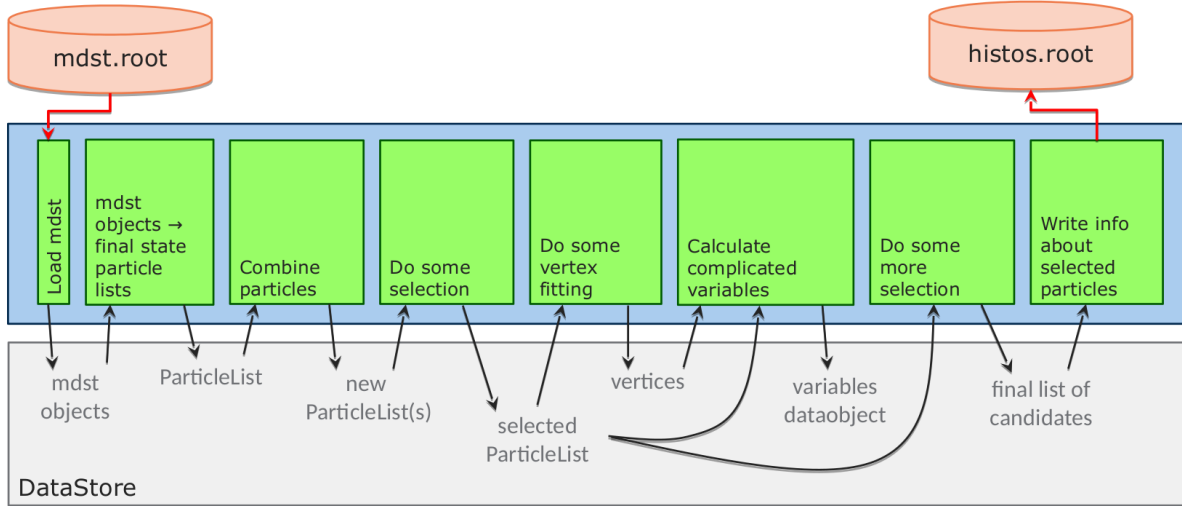 mdst.root
histos.root
Load mdst
mdst
objects →
final state
particle
lists
Combine
particles
Do some
selection
Do some
vertex
fitting
Calculate
complicated
variables
Do some
more
selection
Write info
about
selected
particles
mdst
objects
ParticleList
new
ParticleList(s)
selected
ParticleList
vertices
variables
dataobject
final list of
candidates
DataStore